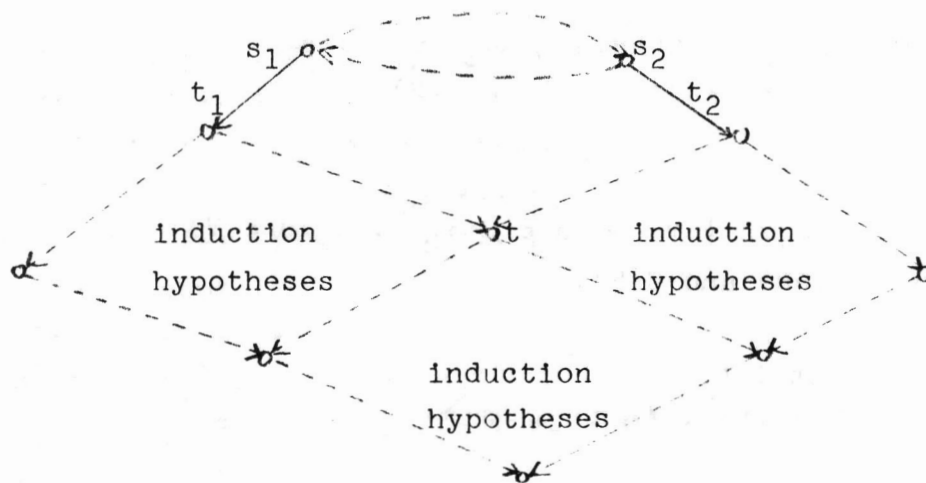 s₁
s₂
t₁
t₂
t
induction
hypotheses
induction
hypotheses
induction
hypotheses